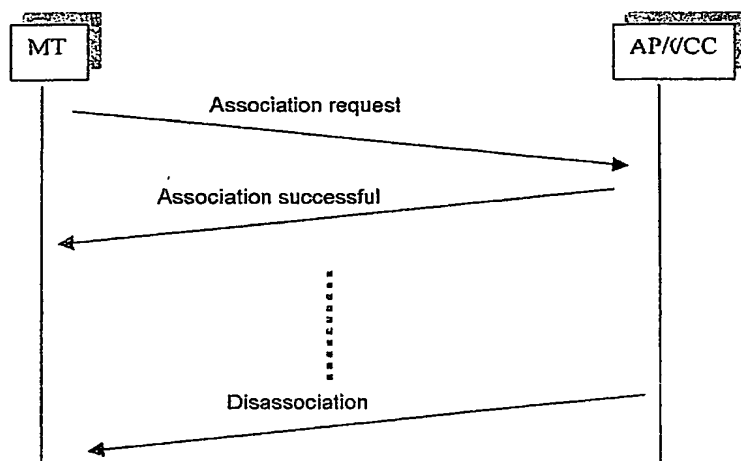 MT
AP/CC
Association request
Association successful
Disassociation